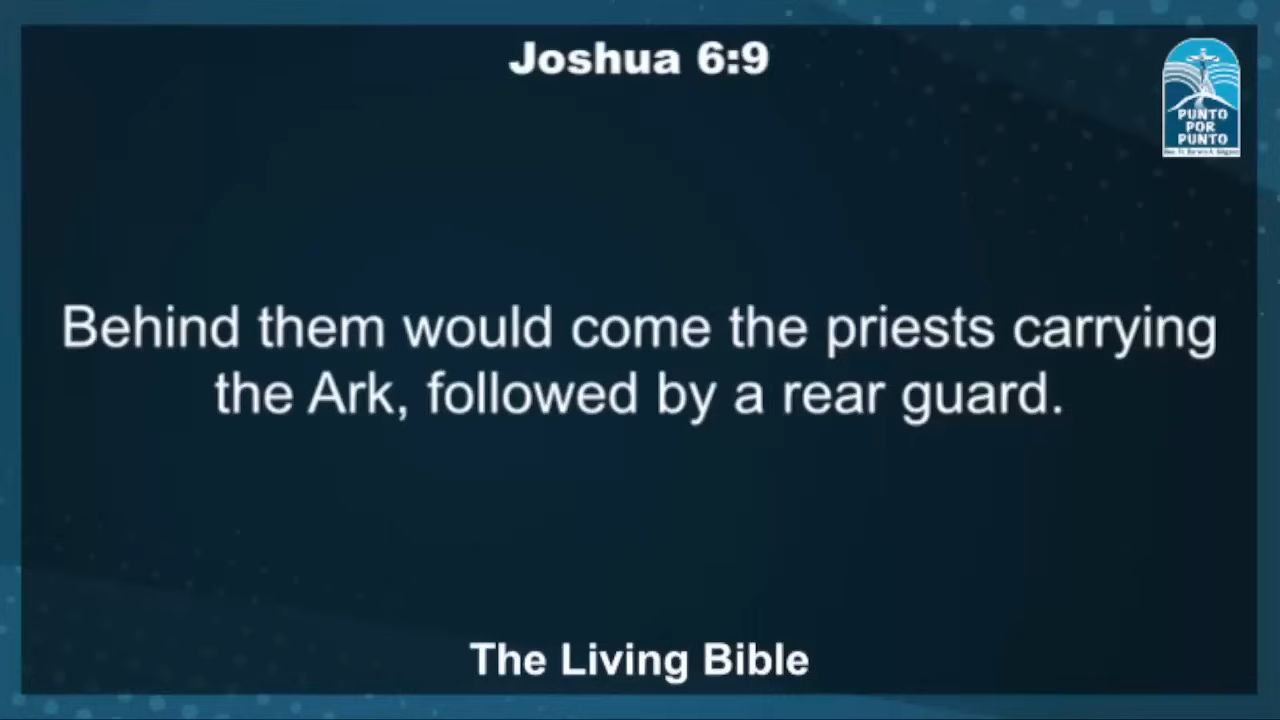 Joshua 6:9
PUNTO
POR
PUNTO
Behind them would come the priests carrying
the Ark, followed by a rear guard.
The Living Bible